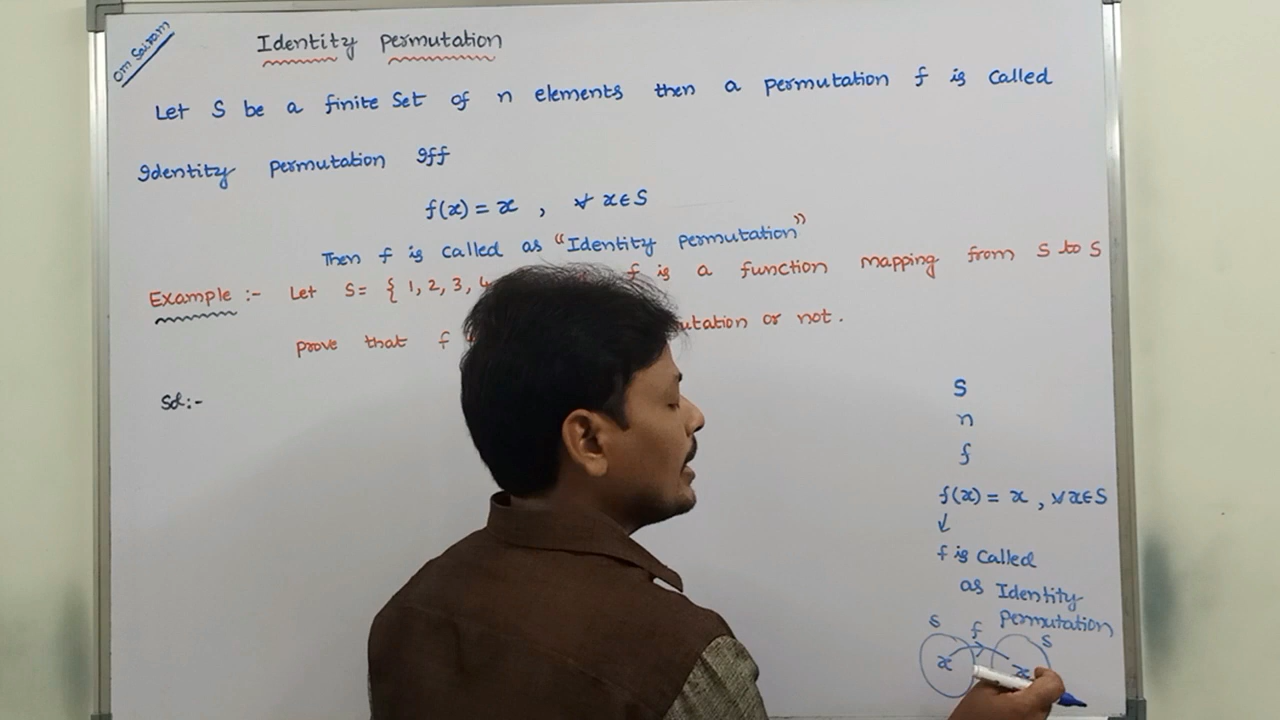 Om Sairam
Identity permutation
Let S be a finite Set of n elements then a permutation f is called
Identity permutation Iff
f(x) = x , ∀ x∈S
Then f is called as "Identity permutation"
Example :- Let S= { 1, 2, 3, 4 f is a function mapping from S to S
prove that f or not.
Sol:-
S
n
f
f(x) = x , ∀x∈S
↓
f is called
as Identity
permutation
S f S
x x